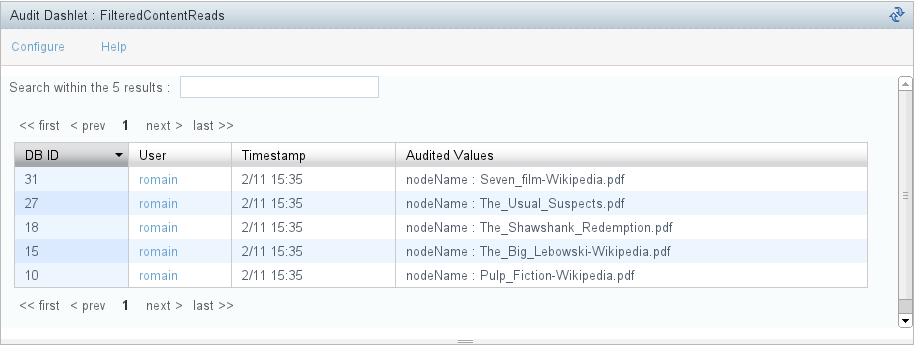 Audit Dashlet : FilteredContentReads
Configure Help
Search within the 5 results :
<< first < prev 1 next > last >>
DB ID User Timestamp Audited Values
31 romain 2/11 15:35 nodeName : Seven_film-Wikipedia.pdf
27 romain 2/11 15:35 nodeName : The_Usual_Suspects.pdf
18 romain 2/11 15:35 nodeName : The_Shawshank_Redemption.pdf
15 romain 2/11 15:35 nodeName : The_Big_Lebowski-Wikipedia.pdf
10 romain 2/11 15:35 nodeName : Pulp_Fiction-Wikipedia.pdf
<< first < prev 1 next > last >>